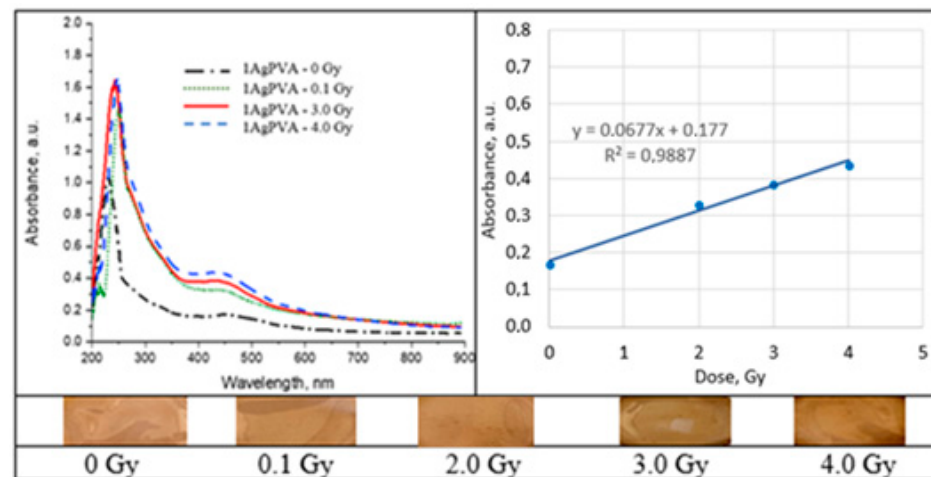 2.0
1.8
1.6
1.4
1.2
1.0
0.8
0.6
0.4
0.2
0.0
Absorbance, a.u.
1AgPVA - 0 Gy
1AgPVA - 0.1 Gy
1AgPVA - 3.0 Gy
1AgPVA - 4.0 Gy
200 300 400 500 600 700 800 900
Wavelength, nm
0.8
0.7
0.6
0.5
0.4
0.3
0.2
0.1
0.0
Absorbance, a.u.
y = 0.0677x + 0.177
R² = 0.9887
0 1 2 3 4 5
Dose, Gy
0 Gy 0.1 Gy 2.0 Gy 3.0 Gy 4.0 Gy